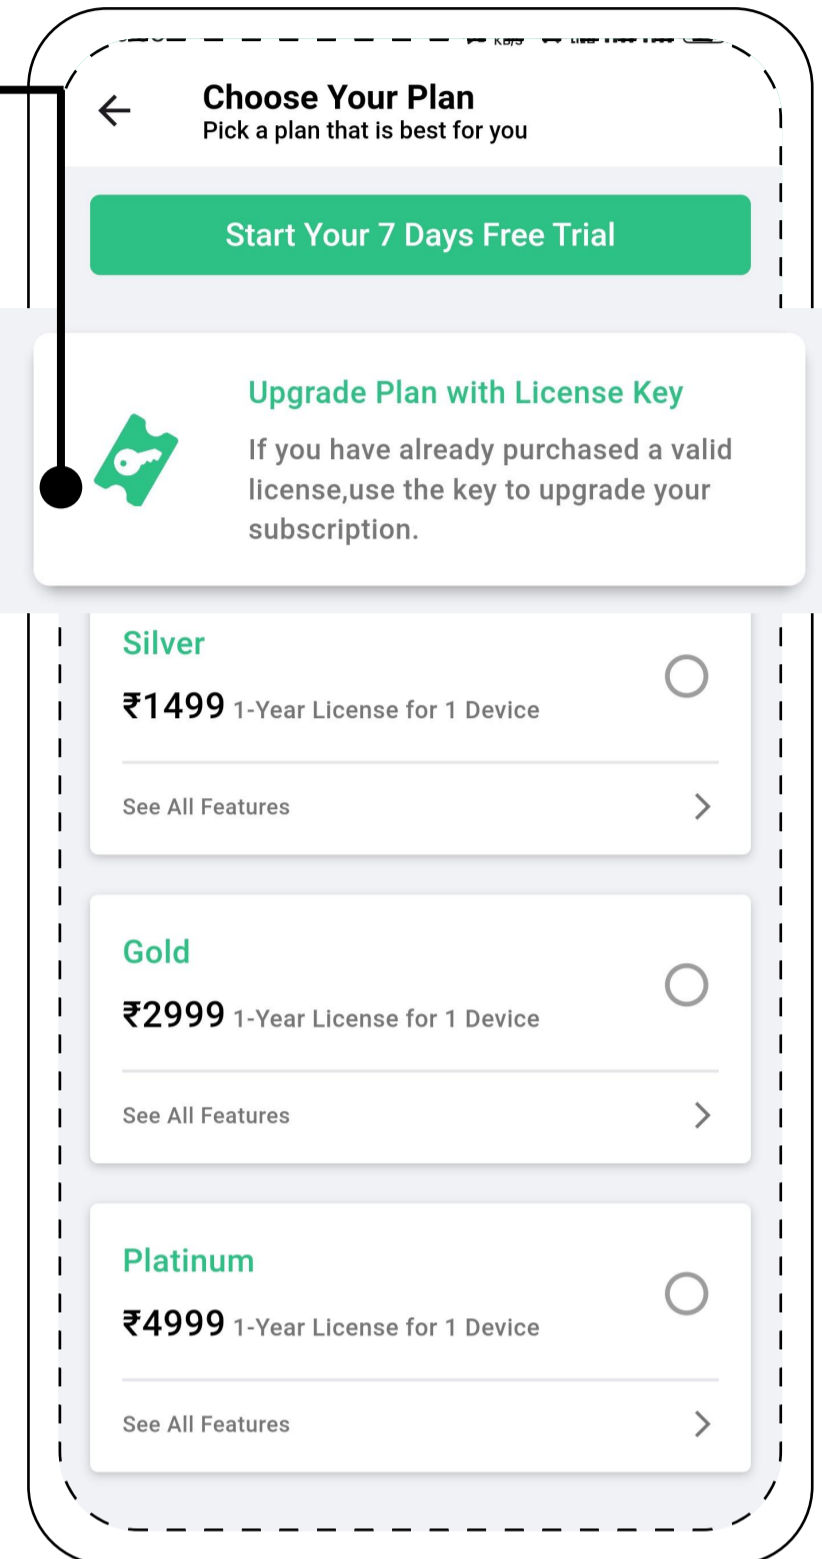 Choose Your Plan
Pick a plan that is best for you
Start Your 7 Days Free Trial
Upgrade Plan with License Key
If you have already purchased a valid
license,use the key to upgrade your
subscription.
Silver
₹1499 1-Year License for 1 Device
See All Features
Gold
₹2999 1-Year License for 1 Device
See All Features
Platinum
₹4999 1-Year License for 1 Device
See All Features